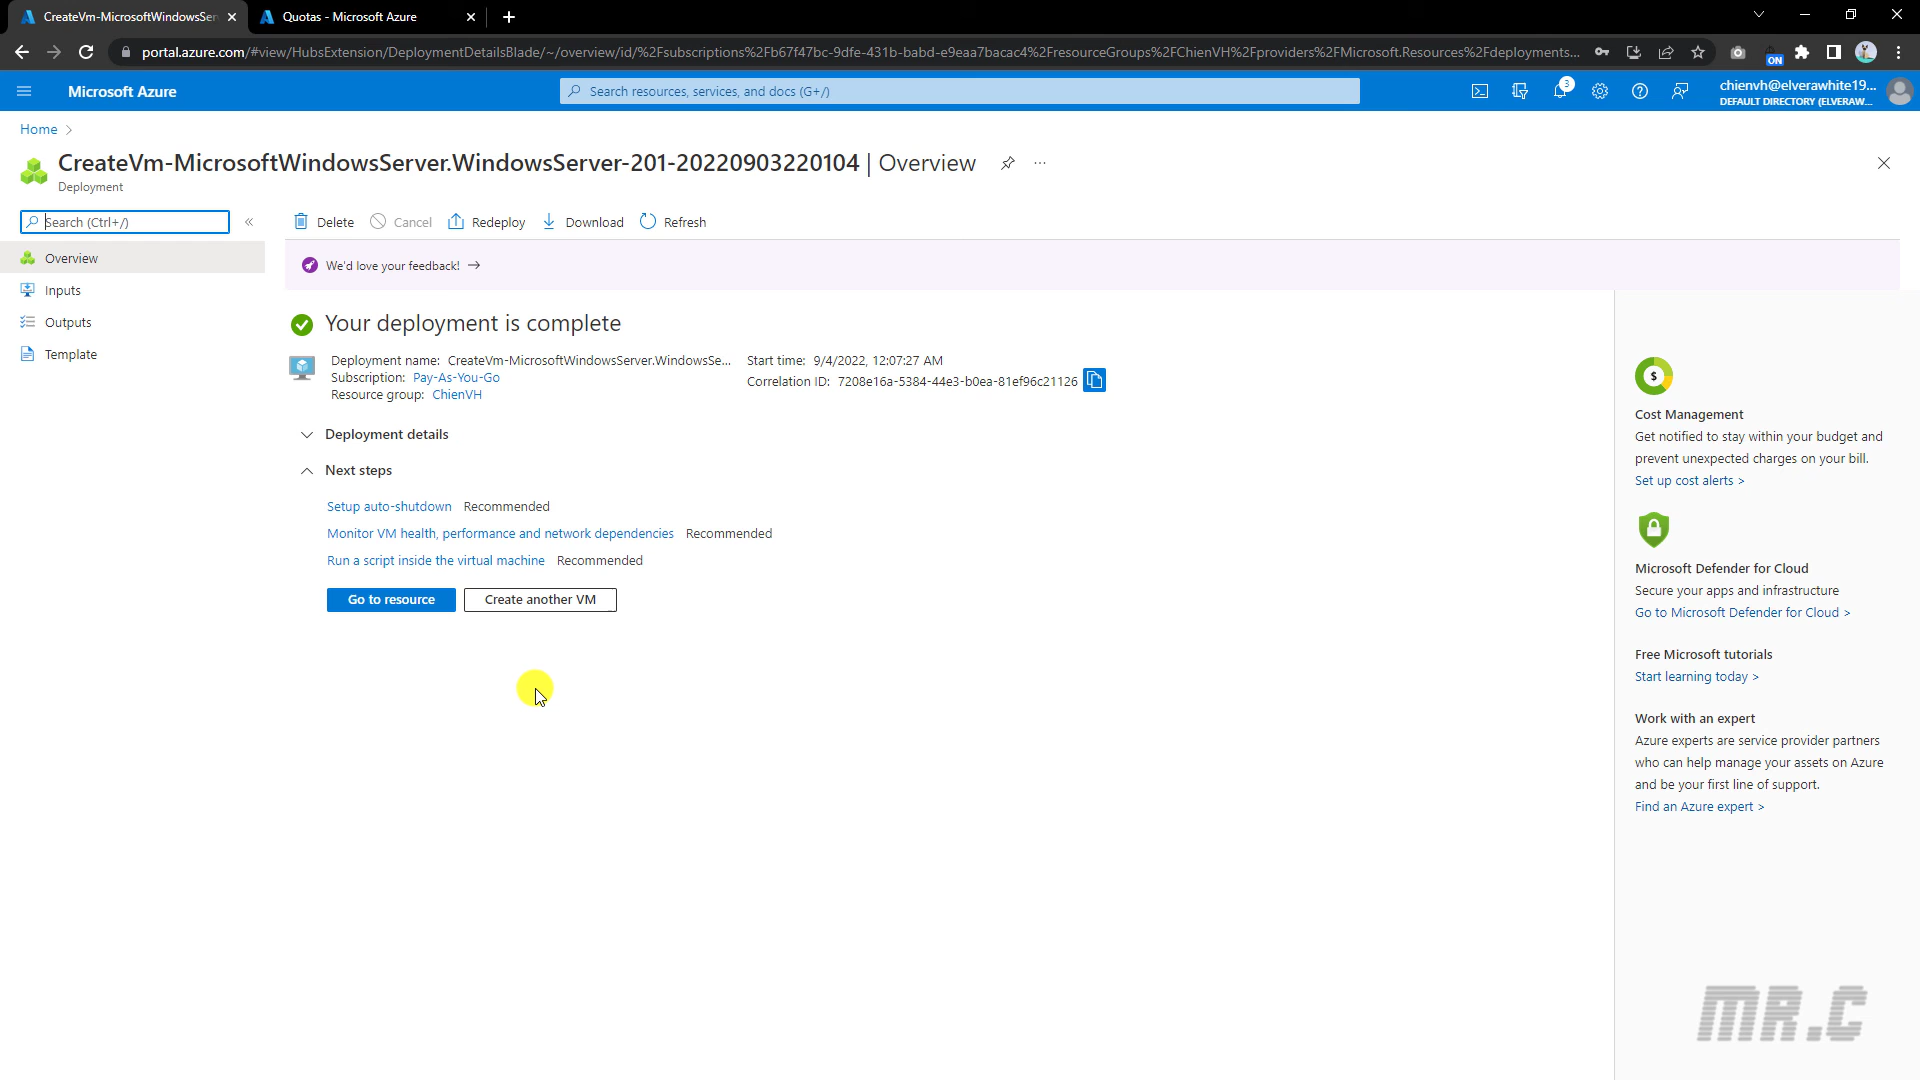 CreateVm-MicrosoftWindowsSer
Quotas - Microsoft Azure
portal.azure.com/#view/HubsExtension/DeploymentDetailsBlade/~/overview/id/%2Fsubscriptions%2Fb67f47bc-9dfe-431b-babd-e9eaa7bacac4%2FresourceGroups%2FChienVH%2Fproviders%2FMicrosoft.Resources%2Fdeployments...
ON
Microsoft Azure
Search resources, services, and docs (G+/)
3
chienvh@elverawhite19...
DEFAULT DIRECTORY (ELVERAW...
Home >
CreateVm-MicrosoftWindowsServer.WindowsServer-201-20220903220104 | Overview
Deployment
Search (Ctrl+/)
Delete
Cancel
Redeploy
Download
Refresh
Overview
Inputs
Outputs
Template
We'd love your feedback! →
Your deployment is complete
Deployment name: CreateVm-MicrosoftWindowsServer.WindowsSe...
Subscription: Pay-As-You-Go
Resource group: ChienVH
Start time: 9/4/2022, 12:07:27 AM
Correlation ID: 7208e16a-5384-44e3-b0ea-81ef96c21126
Deployment details
Next steps
Setup auto-shutdown Recommended
Monitor VM health, performance and network dependencies Recommended
Run a script inside the virtual machine Recommended
Go to resource
Create another VM
Cost Management
Get notified to stay within your budget and
prevent unexpected charges on your bill.
Set up cost alerts >
Microsoft Defender for Cloud
Secure your apps and infrastructure
Go to Microsoft Defender for Cloud >
Free Microsoft tutorials
Start learning today >
Work with an expert
Azure experts are service provider partners
who can help manage your assets on Azure
and be your first line of support.
Find an Azure expert >
MR.C